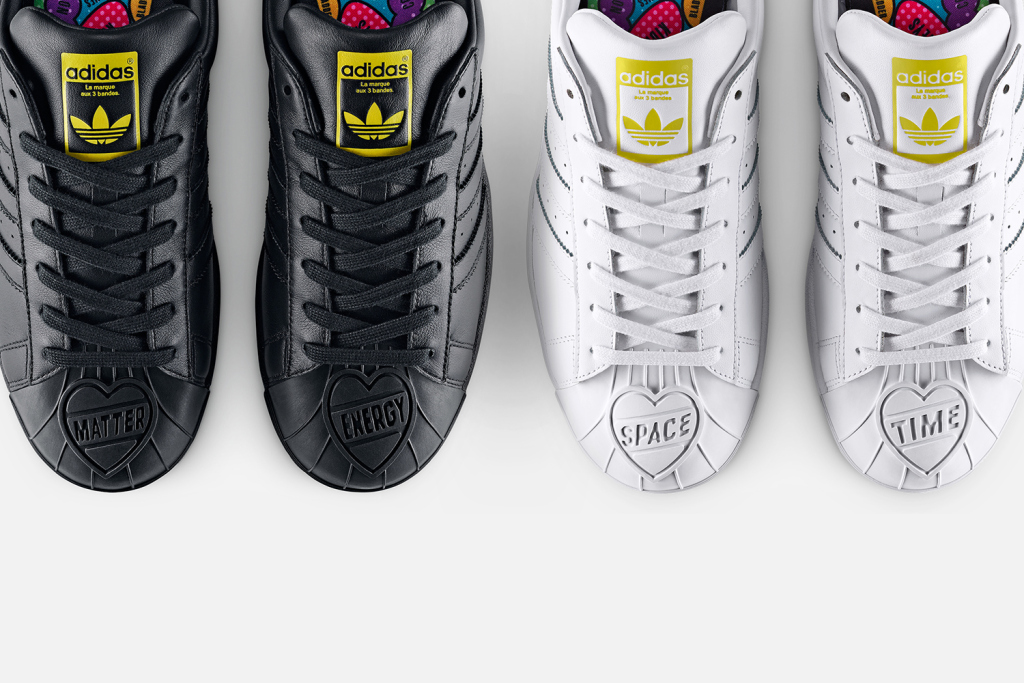 adidas®
La marque
aux 3 bandes.
adidas®
La marque
aux 3 bandes.
adidas
La marque
aux 3 bandes.
adidas
La marque
aux 3 bandes.
MATTER
ENERGY
SPACE
TIME